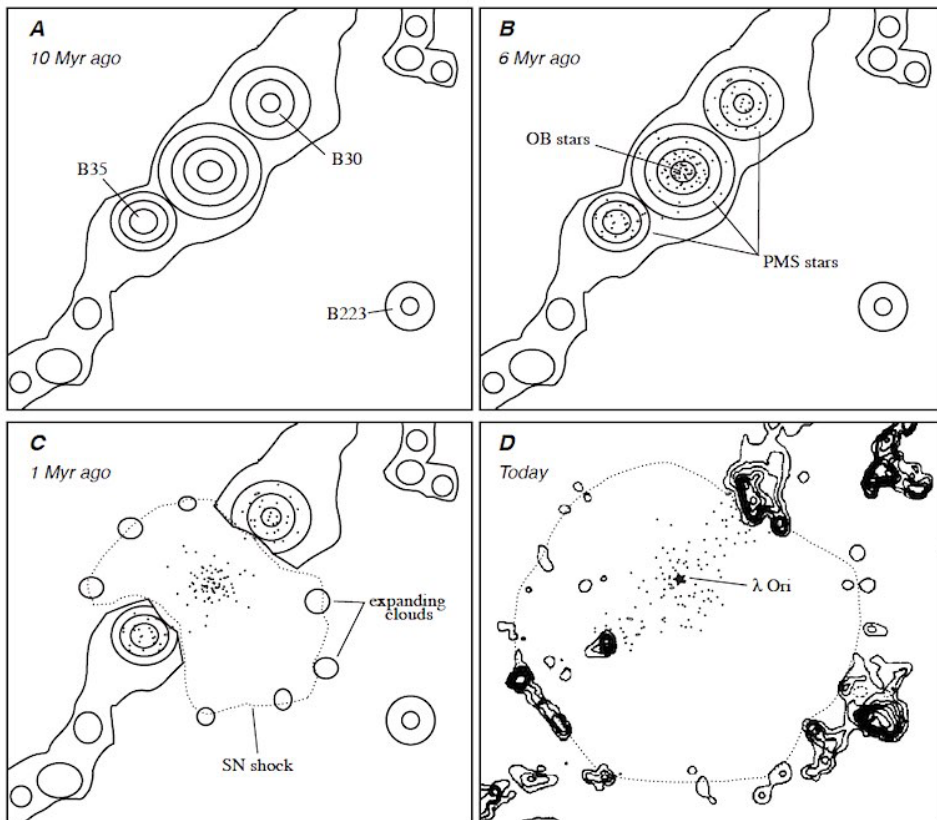 A
10 Myr ago
B30
B35
B223
B
6 Myr ago
OB stars
PMS stars
C
1 Myr ago
expanding
clouds
SN shock
D
Today
λ Ori